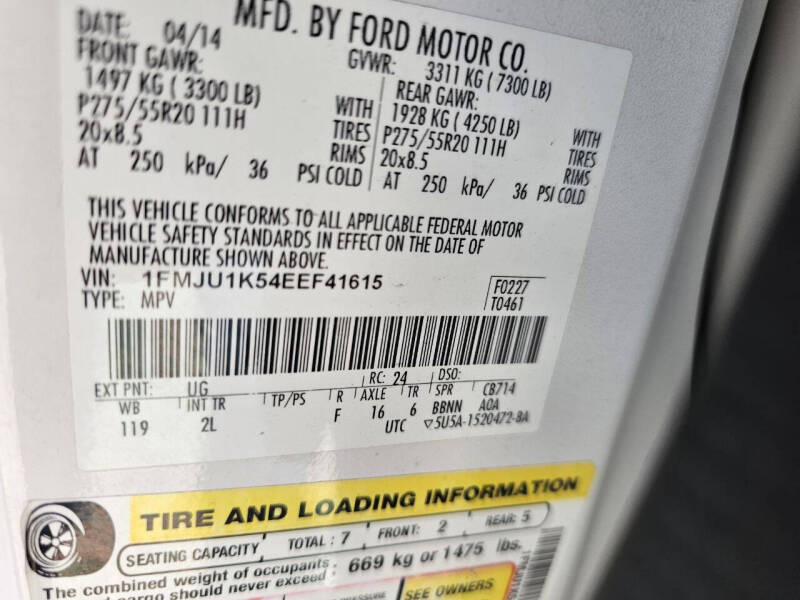 MFD. BY FORD MOTOR CO.
DATE: 04/14
GVWR: 3311 KG (7300 LB)
FRONT GAWR:
1497 KG (3300 LB)
P275/55R20 111H WITH TIRES
20x8.5 RIMS
AT 250 kPa/ 36 PSI COLD
REAR GAWR:
1928 KG (4250 LB)
P275/55R20 111H WITH TIRES
20x8.5 RIMS
AT 250 kPa/ 36 PSI COLD
THIS VEHICLE CONFORMS TO ALL APPLICABLE FEDERAL MOTOR
VEHICLE SAFETY STANDARDS IN EFFECT ON THE DATE OF
MANUFACTURE SHOWN ABOVE.
VIN: 1FMJU1K54EEF41615
TYPE: MPV
F0227
T0461
EXT PNT: UG RC: 24 DSO:
WB INT TR TP/PS R AXLE TR SPR CB714
119 2L F 16 6 BBNN AOA
UTC ▽5U5A-1520472-BA
TIRE AND LOADING INFORMATION
SEATING CAPACITY TOTAL : 7 FRONT: 2 REAR: 5
The combined weight of occupants
cargo should never exceed: 669 kg or 1475 lbs.
SEE OWNERS